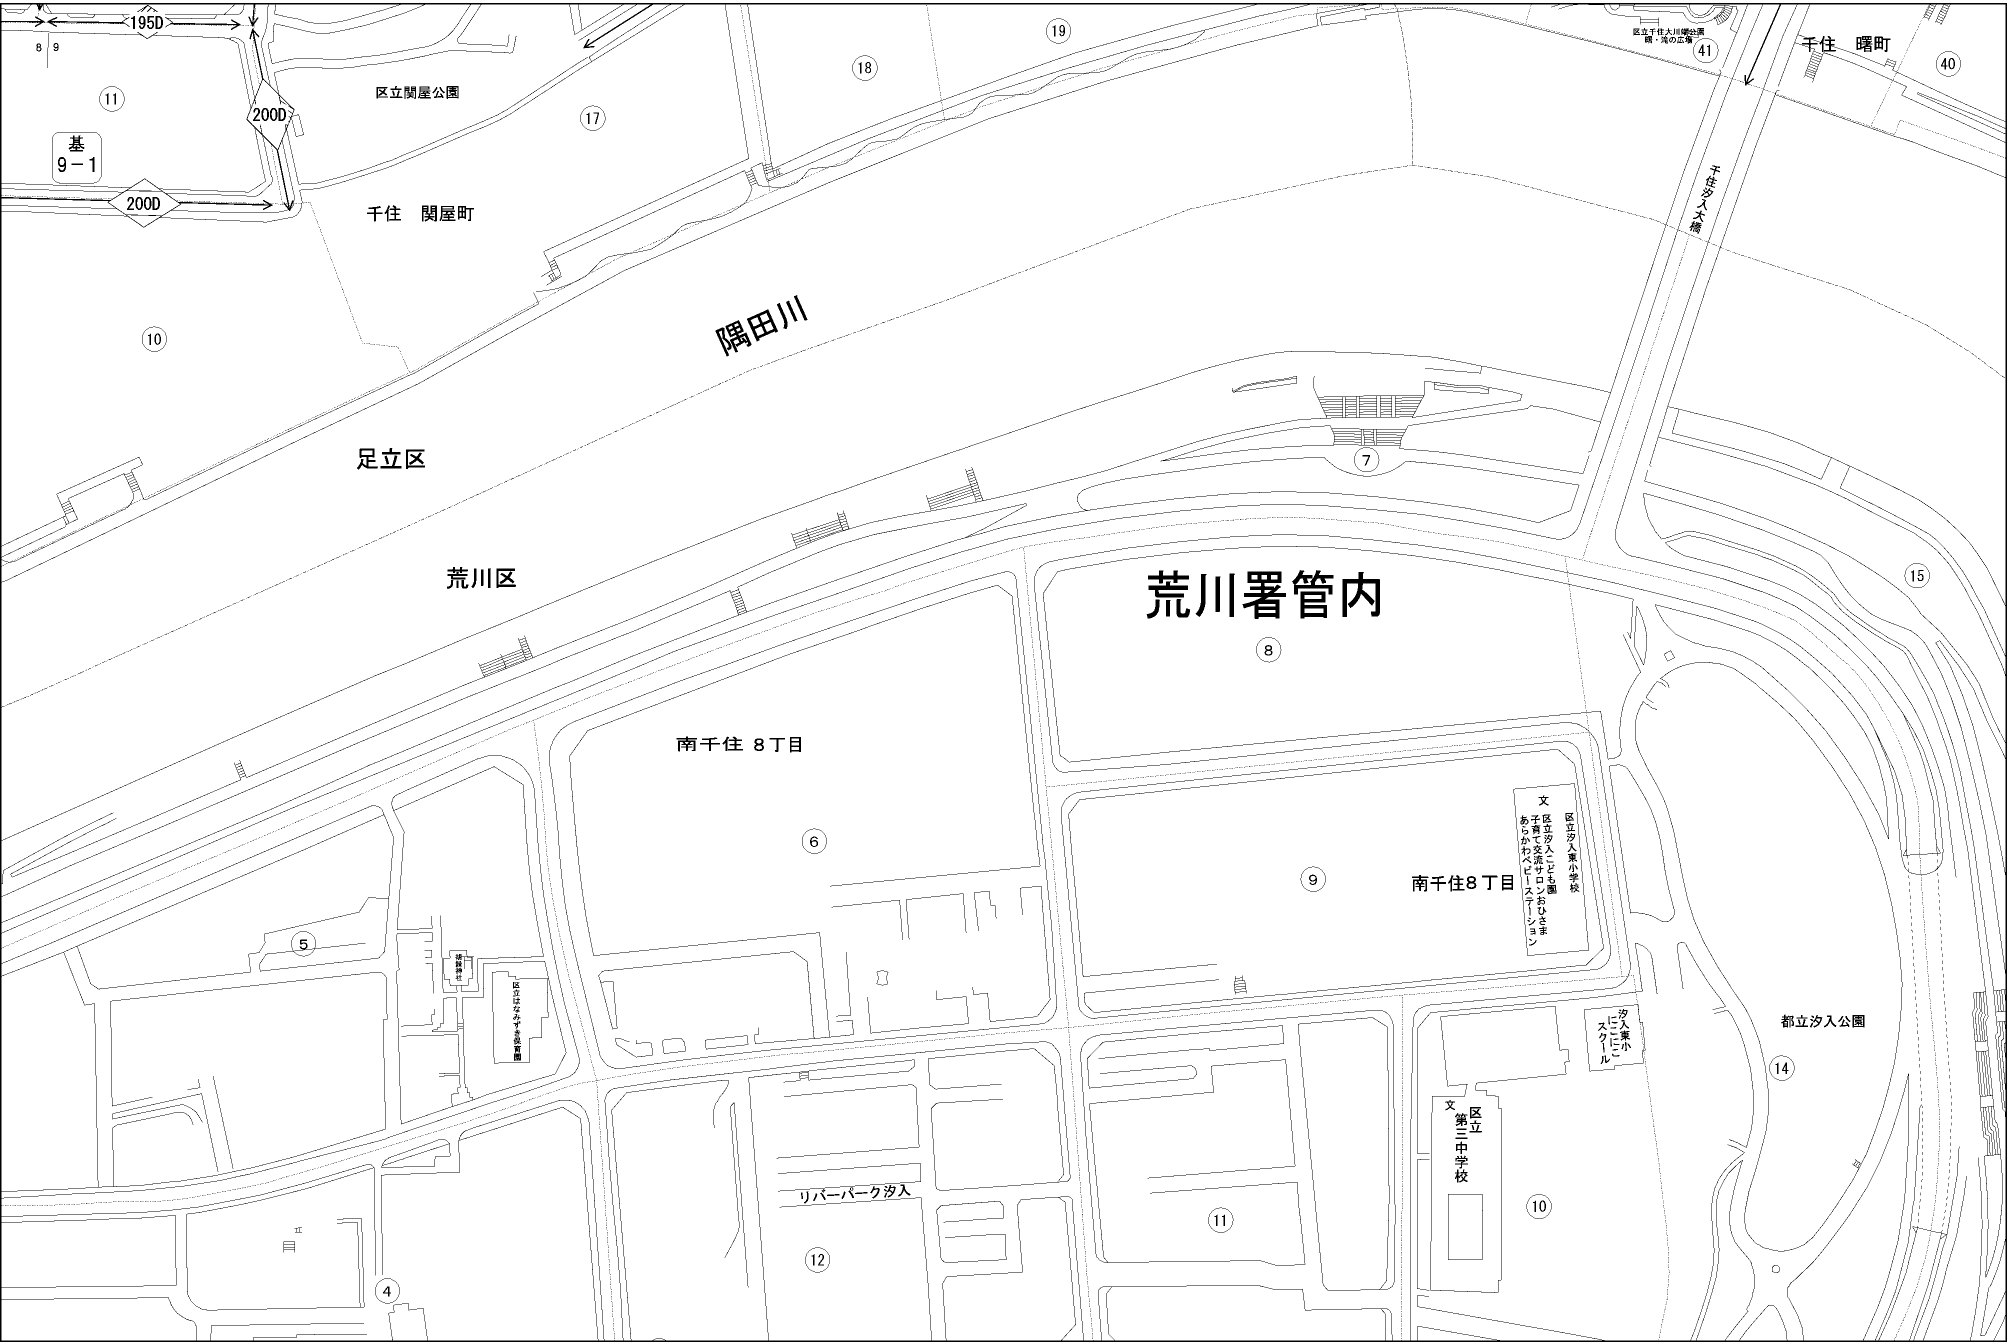 195D
8 9
11
200D
基
9－1
200D
区立関屋公園
17
18
19
千住 関屋町
10
区立千住大川端公園
41
千住 曙町
40
千住汐入大橋
隅田川
足立区
荒川区
荒川署管内
7
15
8
南千住 8丁目
6
9
南千住8丁目
文
区立汐入東小学校
区立汐入こども園
子育て交流サロンおひさま
あらかわベビーステーション
5
胡録神社
区立はなみずき保育園
汐入東小
にこにこ
スクール
都立汐入公園
14
文
区立
第三中学校
リバーパーク汐入
10
11
12
4